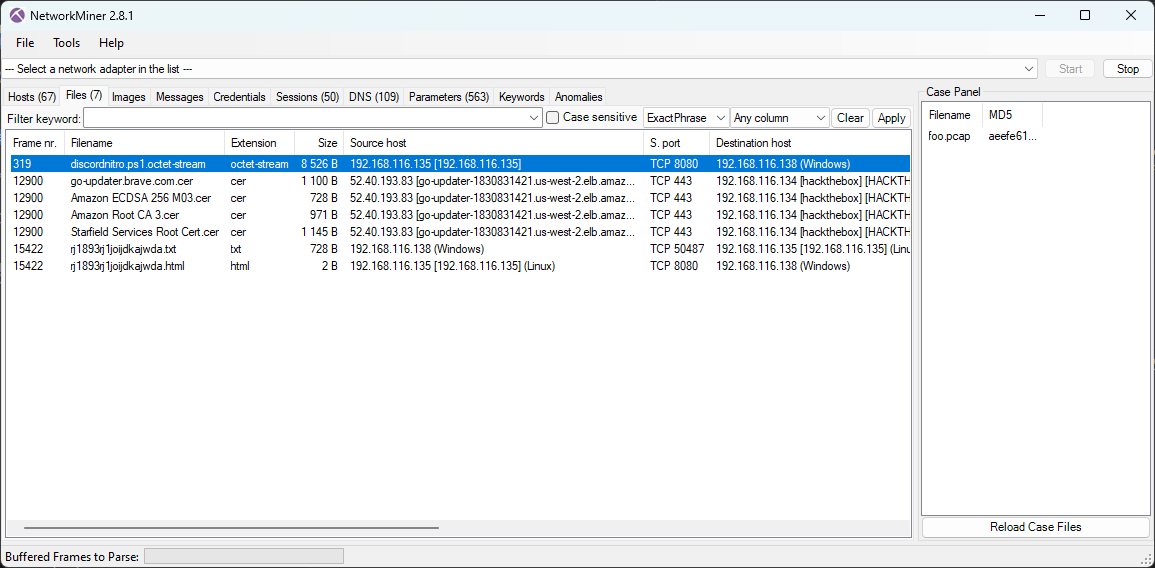 NetworkMiner 2.8.1
File Tools Help
--- Select a network adapter in the list ---
Start Stop
Hosts (67) Files (7) Images Messages Credentials Sessions (50) DNS (109) Parameters (563) Keywords Anomalies
Filter keyword: Case sensitive ExactPhrase Any column Clear Apply
Frame nr. Filename Extension Size Source host S. port Destination host
319 discordnitro.ps1.octet-stream octet-stream 8 526 B 192.168.116.135 [192.168.116.135] TCP 8080 192.168.116.138 (Windows)
12900 go-updater.brave.com.cer cer 1 100 B 52.40.193.83 [go-updater-1830831421.us-west-2.elb.amaz... TCP 443 192.168.116.134 [hackthebox] [HACKTH
12900 Amazon ECDSA 256 M03.cer cer 728 B 52.40.193.83 [go-updater-1830831421.us-west-2.elb.amaz... TCP 443 192.168.116.134 [hackthebox] [HACKTH
12900 Amazon Root CA 3.cer cer 971 B 52.40.193.83 [go-updater-1830831421.us-west-2.elb.amaz... TCP 443 192.168.116.134 [hackthebox] [HACKTH
12900 Starfield Services Root Cert.cer cer 1 145 B 52.40.193.83 [go-updater-1830831421.us-west-2.elb.amaz... TCP 443 192.168.116.134 [hackthebox] [HACKTH
15422 rj1893rj1joijdkajwda.txt txt 728 B 192.168.116.138 (Windows) TCP 50487 192.168.116.135 [192.168.116.135] (Linu
15422 rj1893rj1joijdkajwda.html html 2 B 192.168.116.135 [192.168.116.135] (Linux) TCP 8080 192.168.116.138 (Windows)
Case Panel
Filename MD5
foo.pcap aeefe61...
Reload Case Files
Buffered Frames to Parse: